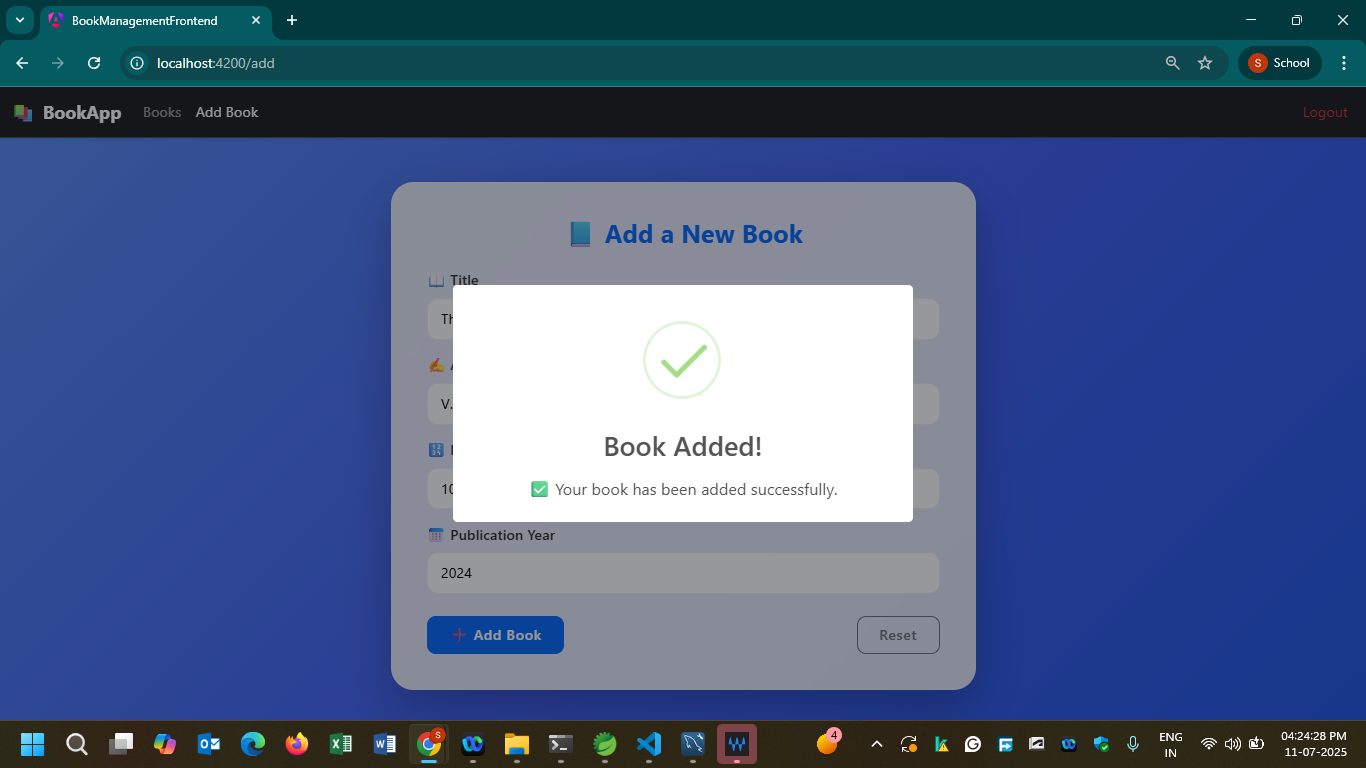 BookManagementFrontend
localhost:4200/add
S School
BookApp Books Add Book Logout
Add a New Book
Title
Book Added!
Your book has been added successfully.
Publication Year
2024
Add Book Reset
S
4
ENG
IN
04:24:28 PM
11-07-2025